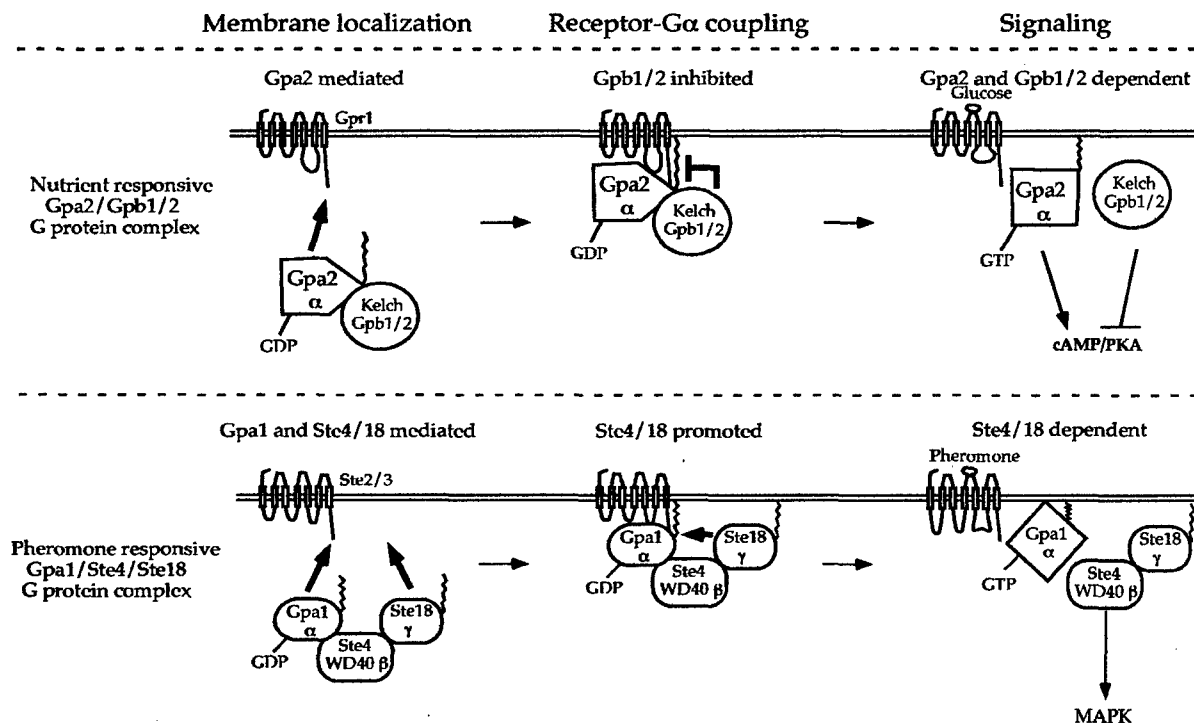 Membrane localization
Receptor-Gα coupling
Signaling
Gpa2 mediated
Gpb1/2 inhibited
Gpa2 and Gpb1/2 dependent
Glucose
Gpr1
Nutrient responsive
Gpa2/Gpb1/2
G protein complex
Gpa2
α
Kelch
Gpb1/2
GDP
Gpa2
α
Kelch
Gpb1/2
GDP
Gpa2
α
Kelch
Gpb1/2
GTP
cAMP/PKA
Gpa1 and Ste4/18 mediated
Ste4/18 promoted
Ste4/18 dependent
Pheromone
Ste2/3
Pheromone responsive
Gpa1/Ste4/Ste18
G protein complex
Gpa1
α
Ste18
γ
Ste4
WD40 β
GDP
Gpa1
α
Ste18
γ
Ste4
WD40 β
GDP
Gpa1
α
Ste18
γ
Ste4
WD40 β
GTP
MAPK